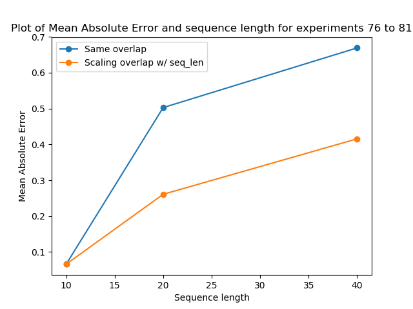 Plot of Mean Absolute Error and sequence length for experiments 76 to 81
Same overlap
Scaling overlap w/ seq_len
Mean Absolute Error
0.7
0.6
0.5
0.4
0.3
0.2
0.1
10 15 20 25 30 35 40
Sequence length